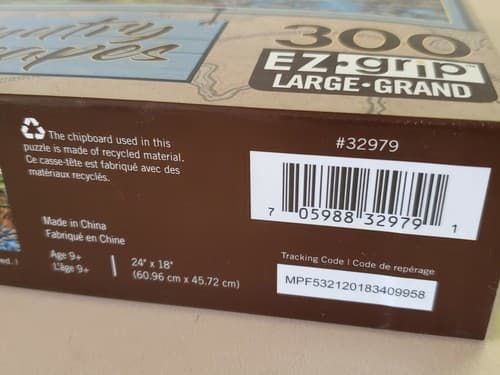 300
EZ grip™
LARGE•GRAND
The chipboard used in this
puzzle is made of recycled material.
Ce casse-tête est fabriqué avec des
matériaux recyclés.
Made in China
Fabriqué en Chine
Age 9+
L'âge 9+
24" x 18"
(60.96 cm x 45.72 cm)
#32979
7 05988 32979 1
Tracking Code | Code de repérage
MPF532120183409958